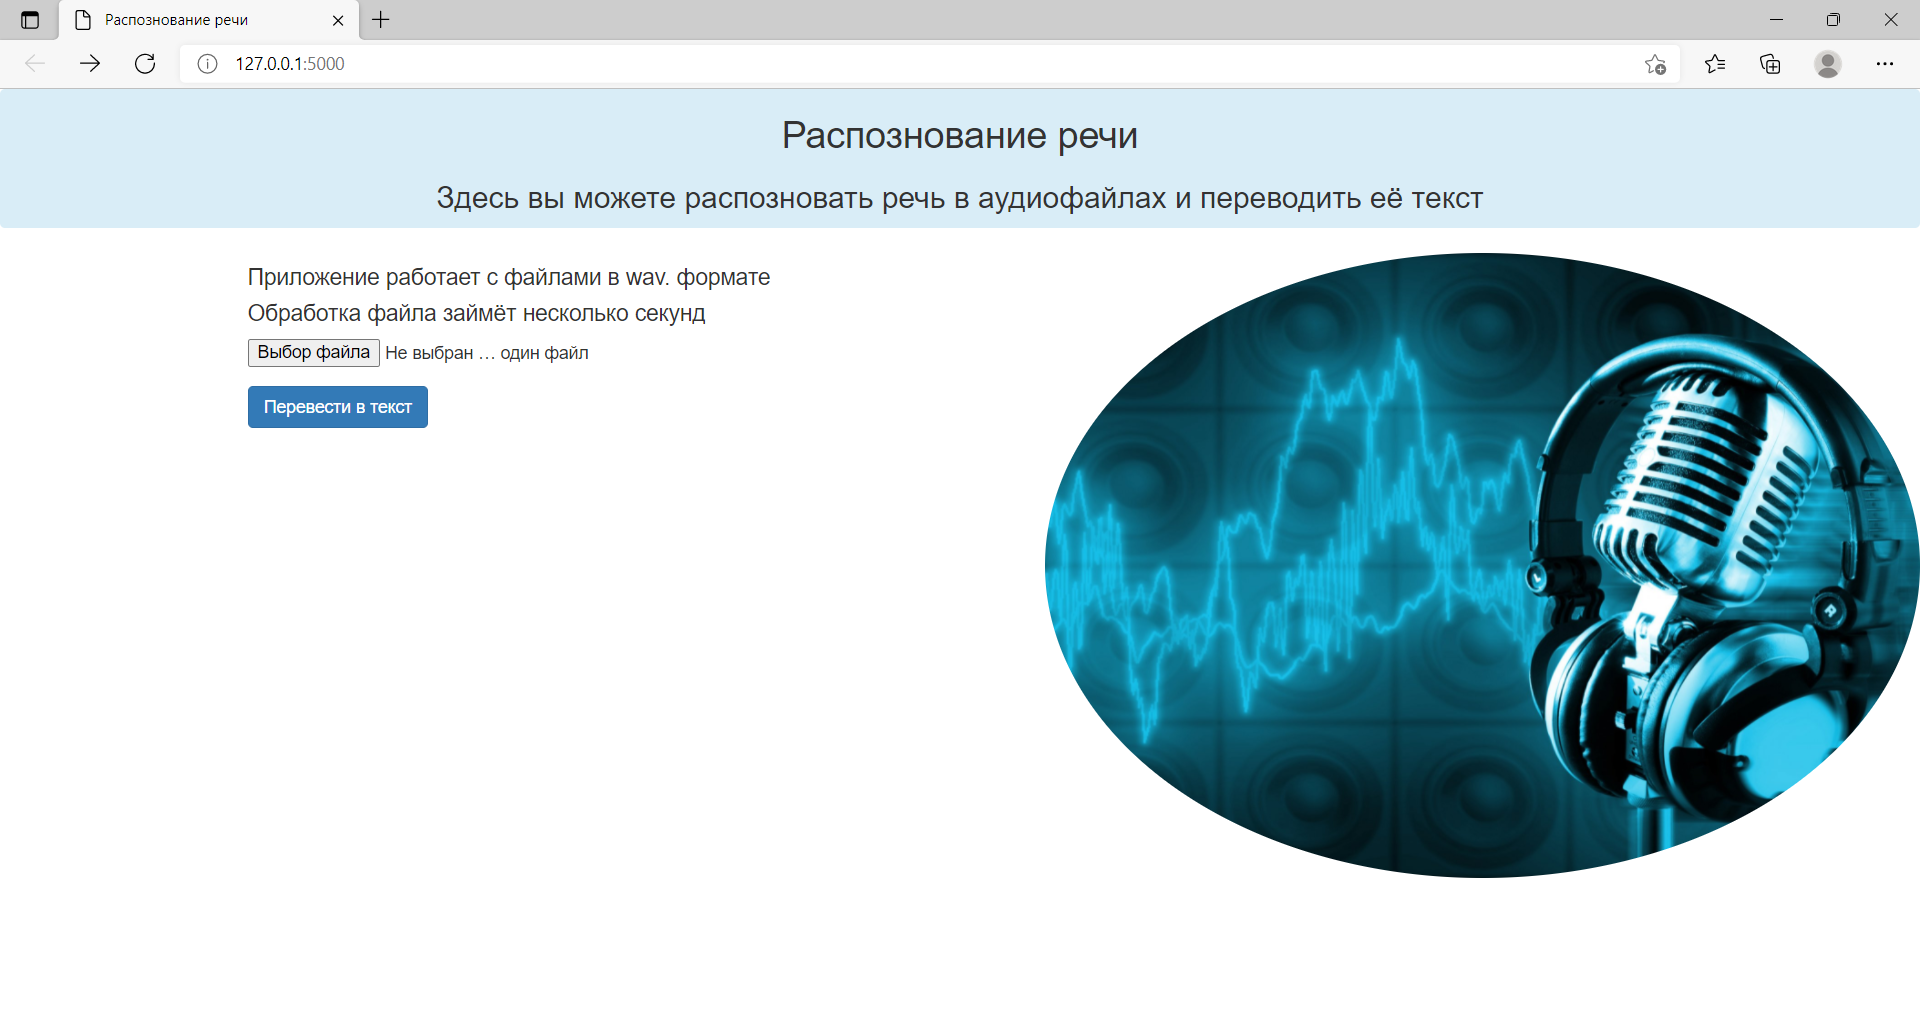 Распознование речи
127.0.0.1:5000
Распознование речи
Здесь вы можете распозновать речь в аудиофайлах и переводить её текст
Приложение работает с файлами в wav. формате
Обработка файла займёт несколько секунд
Выбор файла Не выбран … один файл
Перевести в текст
L
R